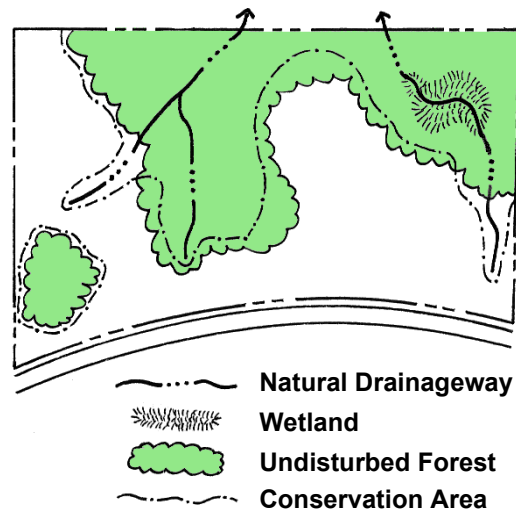 Natural Drainageway
Wetland
Undisturbed Forest
Conservation Area